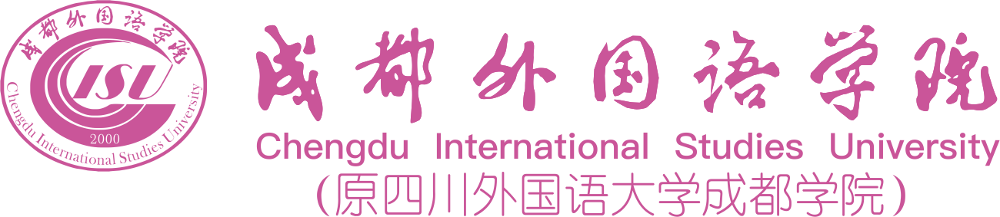 成都外国语学院
CISU
2000
Chengdu International Studies University
成都外国语学院
Chengdu International Studies University
（原四川外国语大学成都学院）